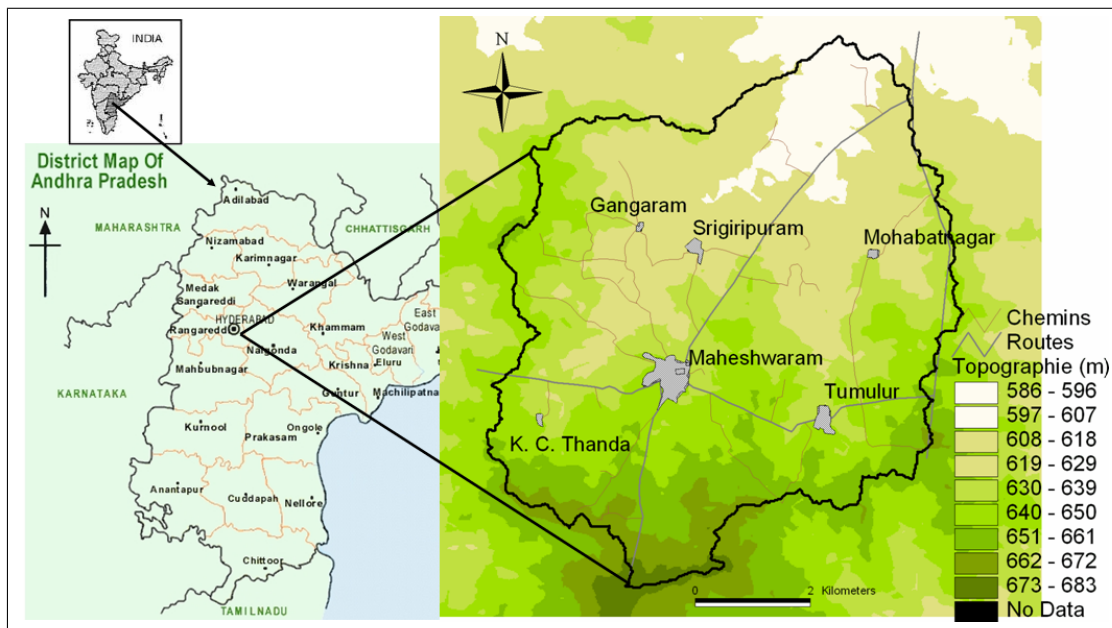 INDIA
District Map Of
Andhra Pradesh
N
MAHARASHTRA
CHHATTISGARH
KARNATAKA
TAMILNADU
Adilabad
Nizamabad
Karimnagar
Medak
Sangareddi
Warangal
HYDERABAD
Rangareddi
Khammam
East
Godavari
West
Godavari
Nalgonda
Mahbubnagar
Krishna
Eluru
Guntur
Machilipatna
Kurnool
Prakasam
Ongole
Anantapur
Cuddapah
Nellore
Chittoor
N
Gangaram
Srigiripuram
Mohabatnagar
Maheshwaram
Tumulur
K. C. Thanda
0 2 Kilometers
Chemins
Routes
Topographie (m)
586 - 596
597 - 607
608 - 618
619 - 629
630 - 639
640 - 650
651 - 661
662 - 672
673 - 683
No Data